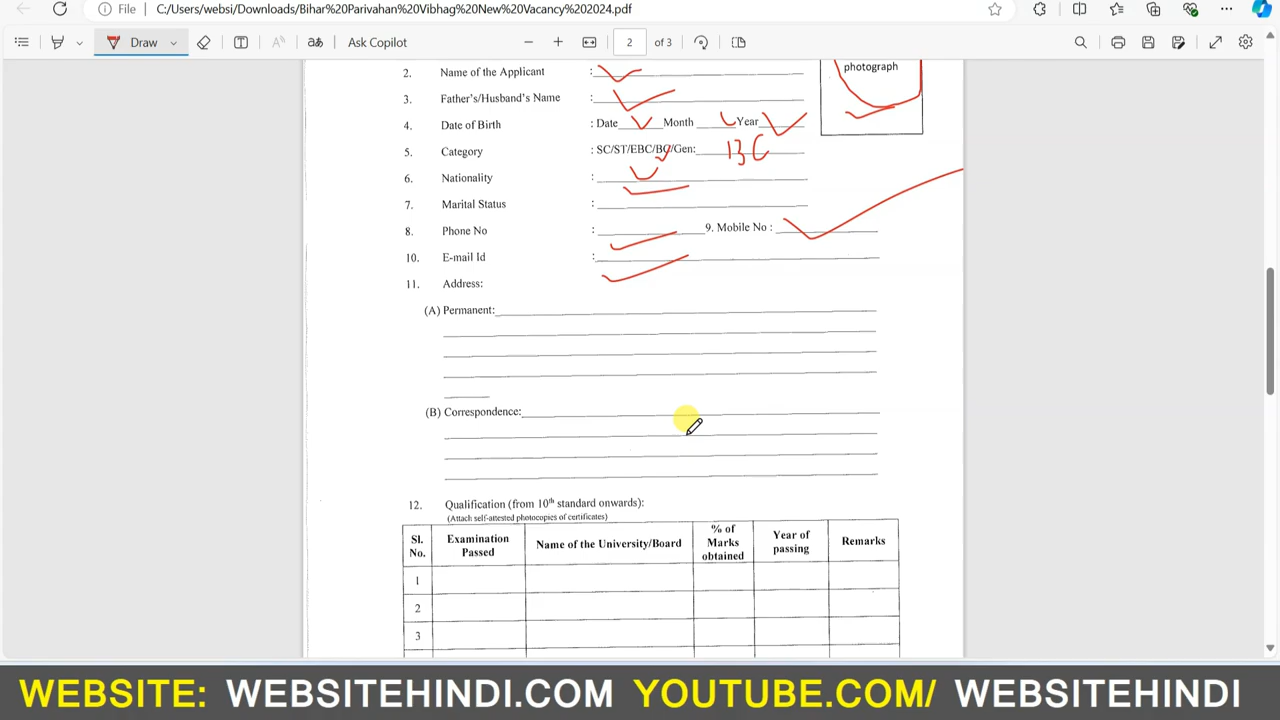 File C:/Users/websi/Downloads/Bihar%20Parivahan%20Vibhag%20New%20Vacancy%202024.pdf
Draw Ask Copilot 2 of 3
photograph
2. Name of the Applicant :
3. Father's/Husband's Name :
4. Date of Birth : Date Month Year
5. Category : SC/ST/EBC/BC/Gen: BC
6. Nationality :
7. Marital Status :
8. Phone No : 9. Mobile No :
10. E-mail Id :
11. Address:
(A) Permanent:
(B) Correspondence:
12. Qualification (from 10th standard onwards):
(Attach self-attested photocopies of certificates)
Sl. No. Examination Passed Name of the University/Board % of Marks obtained Year of passing Remarks
1
2
3
WEBSITE: WEBSITEHINDI.COM YOUTUBE.COM/ WEBSITEHINDI